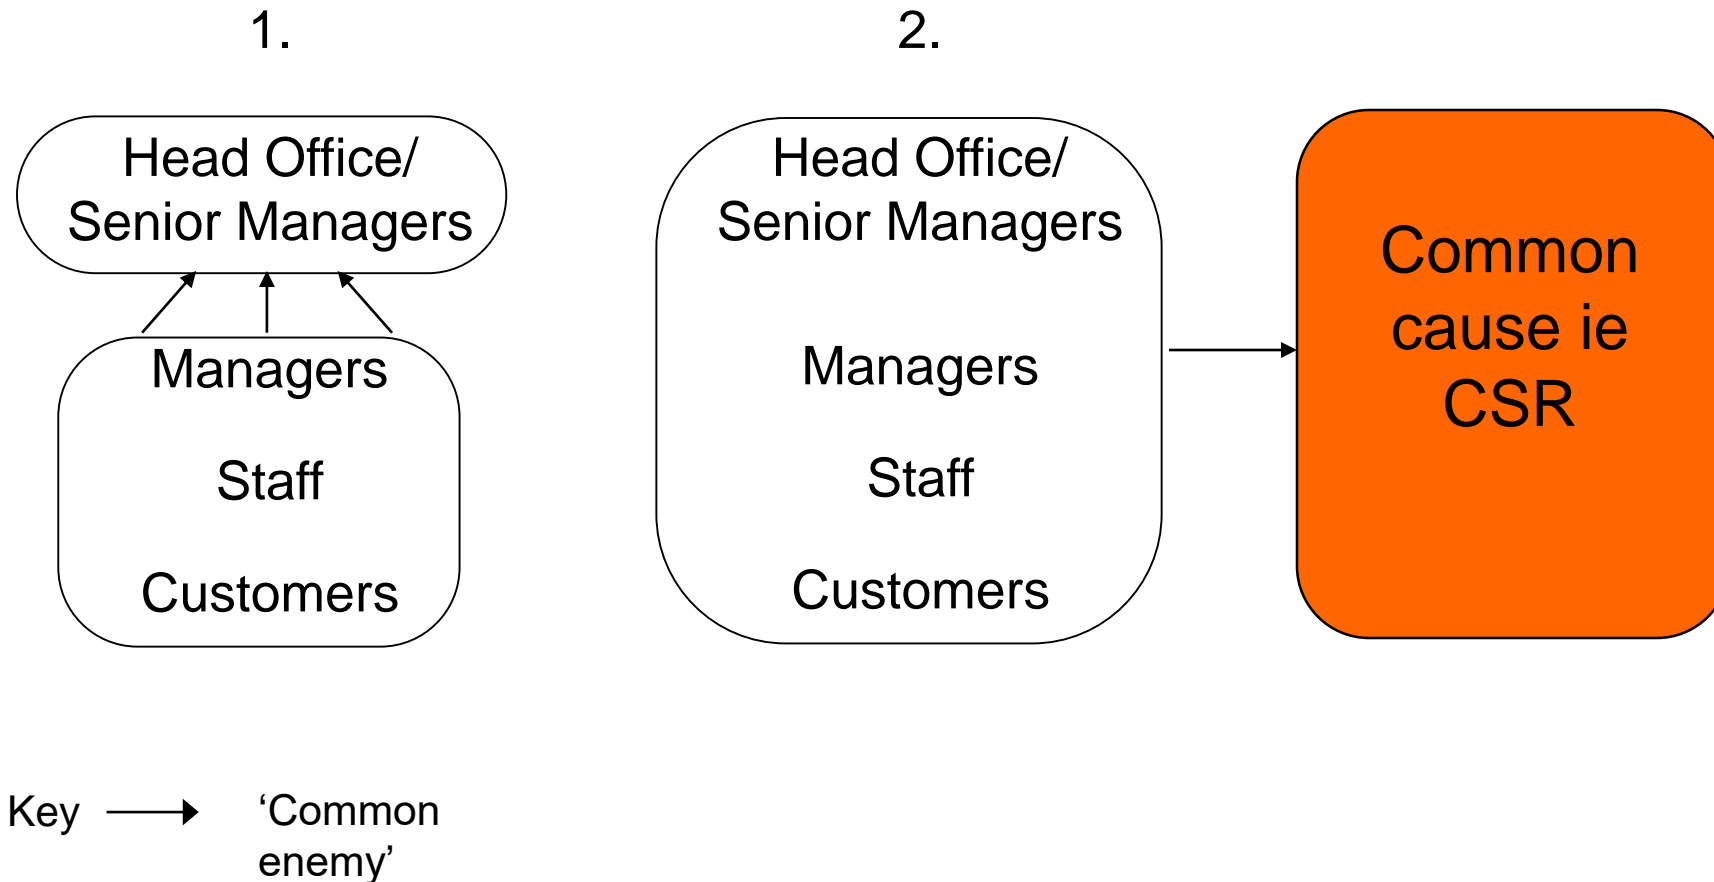 1.
2.
Head Office/
Senior Managers
Managers
Staff
Customers
Head Office/
Senior Managers
Managers
Staff
Customers
Common
cause ie
CSR
Key
‘Common
enemy’